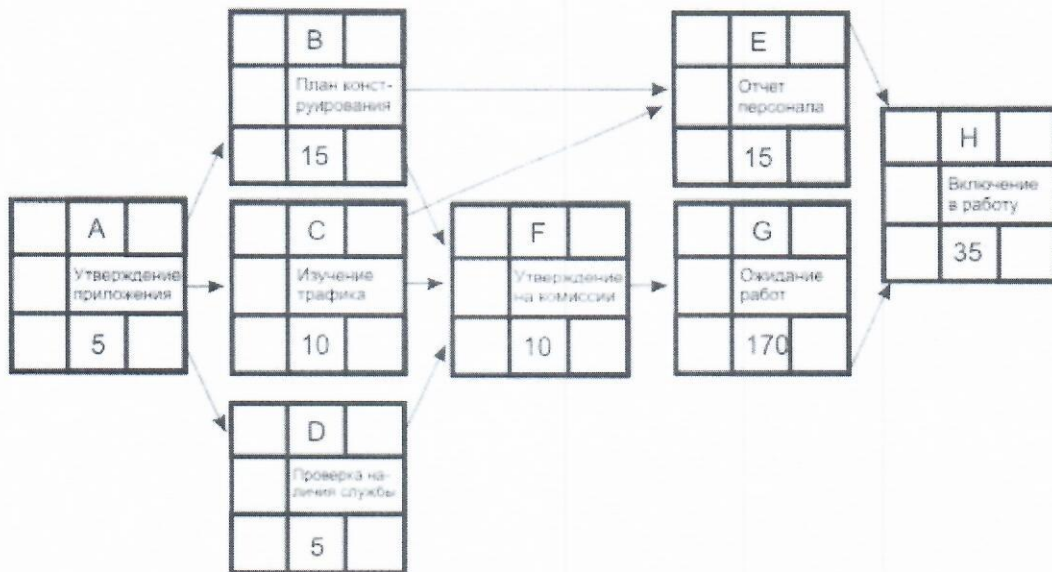 A
Утверждение
приложения
5
B
План конст-
руирования
15
C
Изучение
трафика
10
D
Проверка на-
личия службы
5
F
Утверждение
на комиссии
10
E
Отчет
персонала
15
G
Ожидание
работ
170
H
Включение
в работу
35